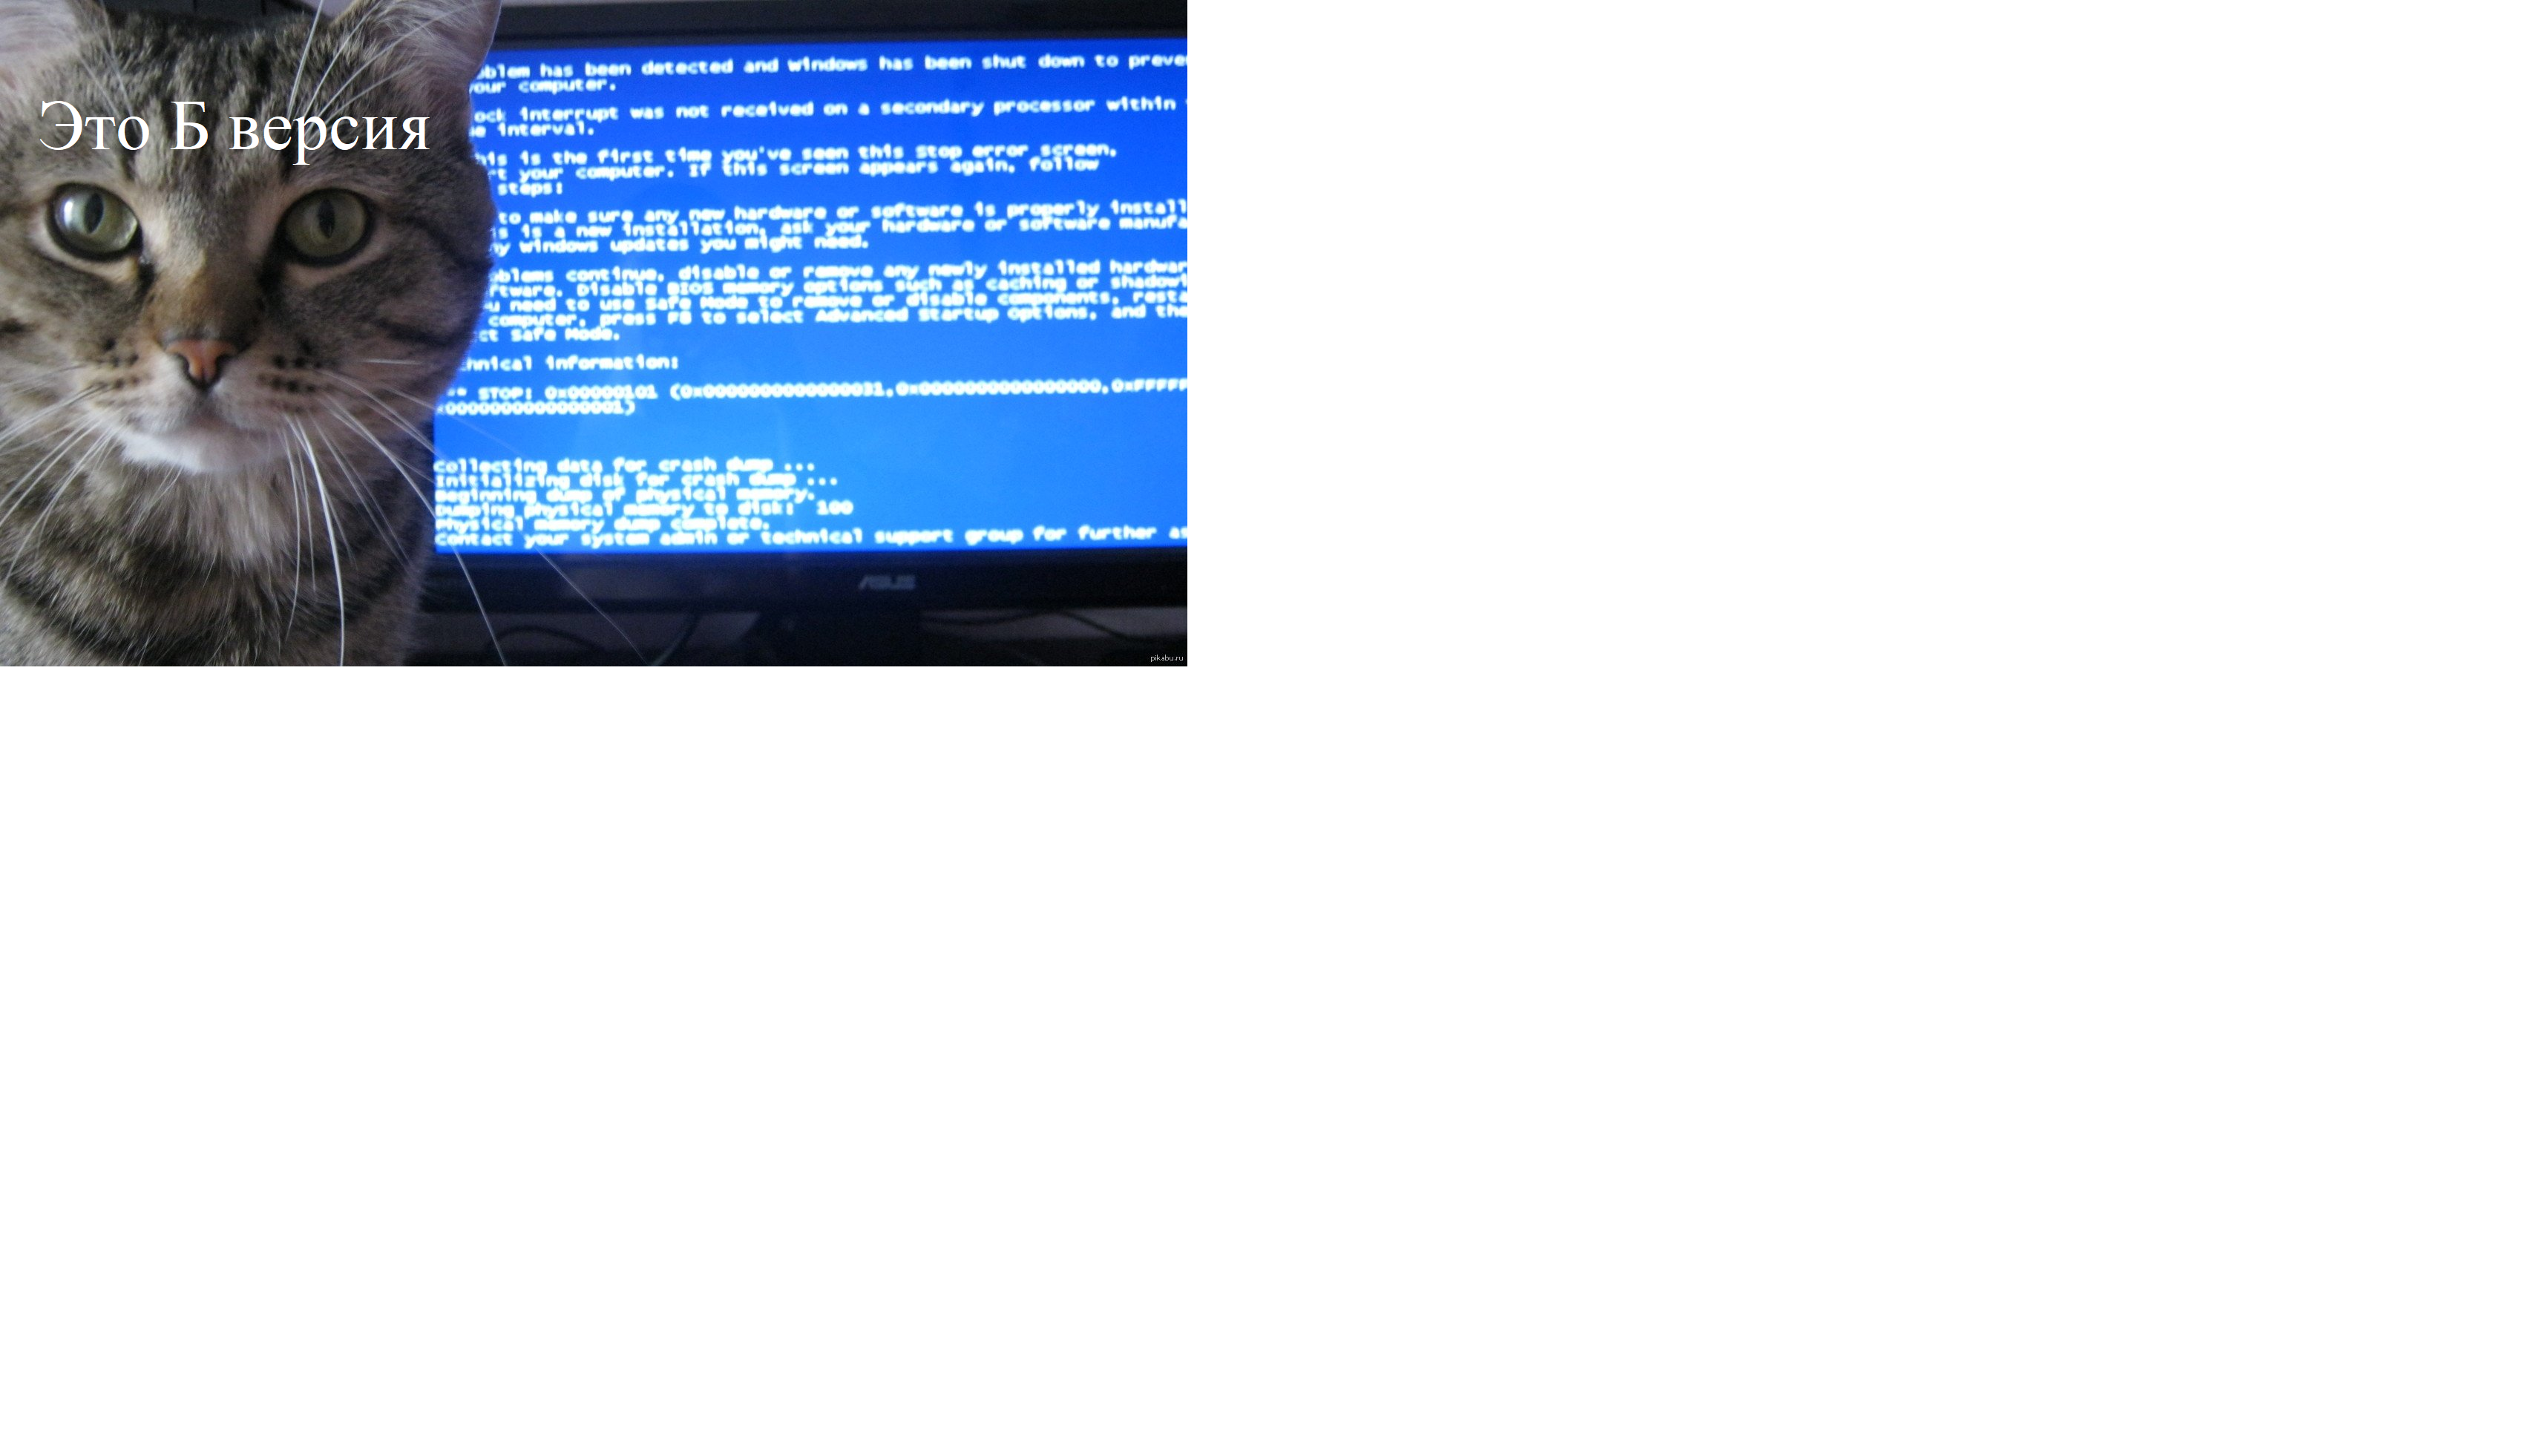 Это Б версия
oblem has been detected and windows has been shut down to preve
your computer.
ock interrupt was not received on a secondary processor within
e interval.
his is the first time you've seen this stop error screen,
rt your computer. If this screen appears again, follow
steps:
to make sure any new hardware or software is properly install
s is a new installation, ask your hardware or software manufa
ny windows updates you might need.
oblems continue, disable or remove any newly installed hardwar
ftware. Disable BIOS memory options such as caching or shadowi
u need to use Safe Mode to remove or disable components, resta
computer, press F8 to select Advanced Startup Options, and the
ct Safe Mode.
hnical information:
** STOP: 0x00000101 (0x0000000000000031,0x0000000000000000,0xFFFFF
x0000000000000001)
Collecting data for crash dump ...
Initializing disk for crash dump ...
Beginning dump of physical memory.
Dumping physical memory to disk: 100
Physical memory dump complete.
Contact your system admin or technical support group for further as
ASUS
pikabu.ru